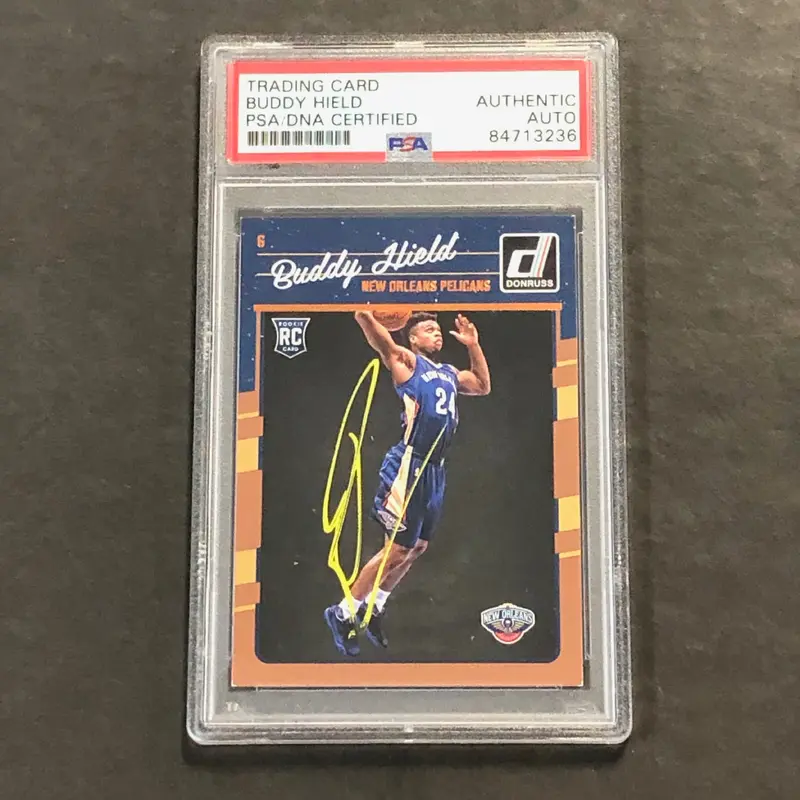 TRADING CARD
BUDDY HIELD
PSA/DNA CERTIFIED
AUTHENTIC
AUTO
84713236
PSA
6
Buddy Hield
NEW ORLEANS PELICANS
d
DONRUSS
ROOKIE
RC
CARD
24
NEW ORLEANS